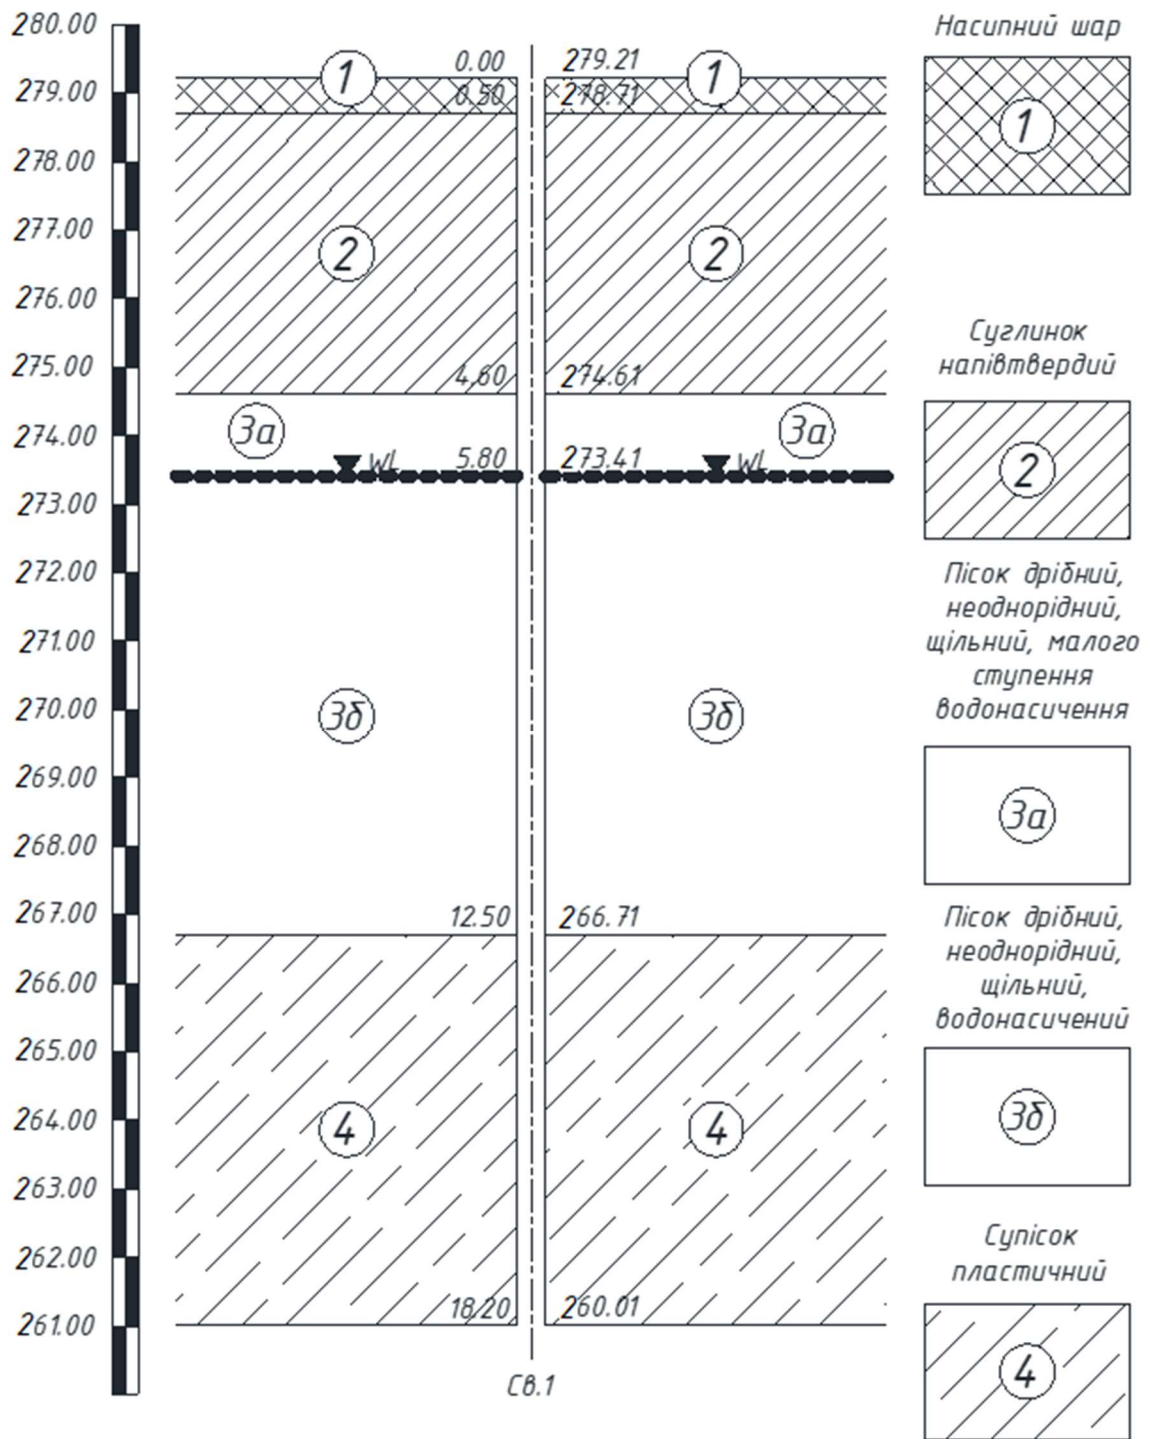 280.00
279.00
278.00
277.00
276.00
275.00
274.00
273.00
272.00
271.00
270.00
269.00
268.00
267.00
266.00
265.00
264.00
263.00
262.00
261.00
0.00 279.21
1 1
0.50 278.71
2 2
4.60 274.61
3а 3а
WL 5.80 273.41 WL
3б 3б
12.50 266.71
4 4
18.20 260.01
Св.1
Насипний шар
1
Суглинок
напівтвердий
2
Пісок дрібний,
неоднорідний,
щільний, малого
ступення
водонасичення
3а
Пісок дрібний,
неоднорідний,
щільний,
водонасичений
3б
Супісок
пластичний
4